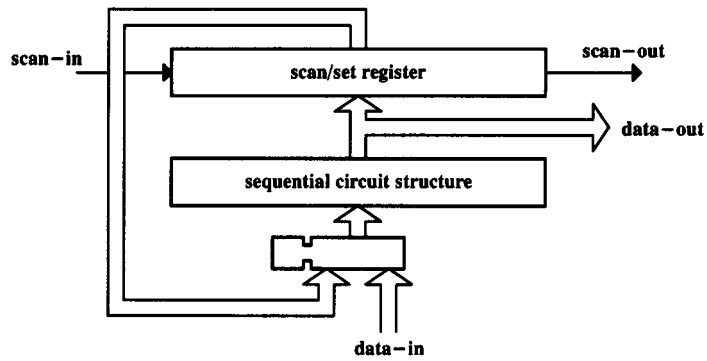 scan-in
scan-out
scan/set register
data-out
sequential circuit structure
data-in